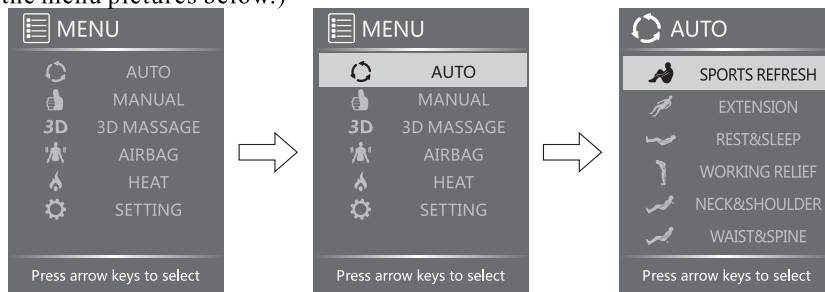 the menu pictures below.)
MENU
AUTO
MANUAL
3D 3D MASSAGE
AIRBAG
HEAT
SETTING
Press arrow keys to select
MENU
AUTO
MANUAL
3D 3D MASSAGE
AIRBAG
HEAT
SETTING
Press arrow keys to select
AUTO
SPORTS REFRESH
EXTENSION
REST&SLEEP
WORKING RELIEF
NECK&SHOULDER
WAIST&SPINE
Press arrow keys to select